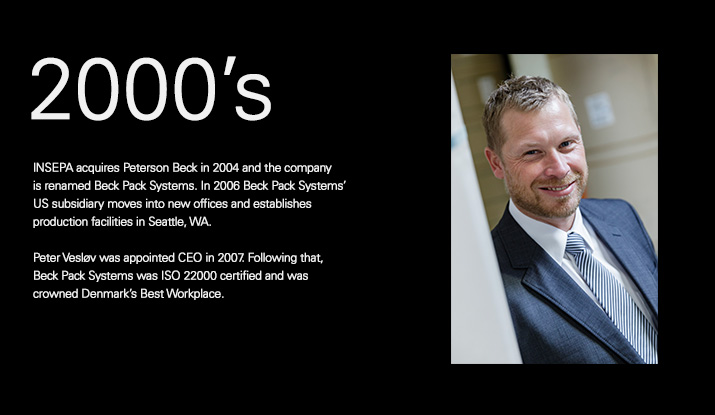 2000's
INSEPA acquires Peterson Beck in 2004 and the company
is renamed Beck Pack Systems. In 2006 Beck Pack Systems'
US subsidiary moves into new offices and establishes
production facilities in Seattle, WA.
Peter Vesløv was appointed CEO in 2007. Following that,
Beck Pack Systems was ISO 22000 certified and was
crowned Denmark's Best Workplace.